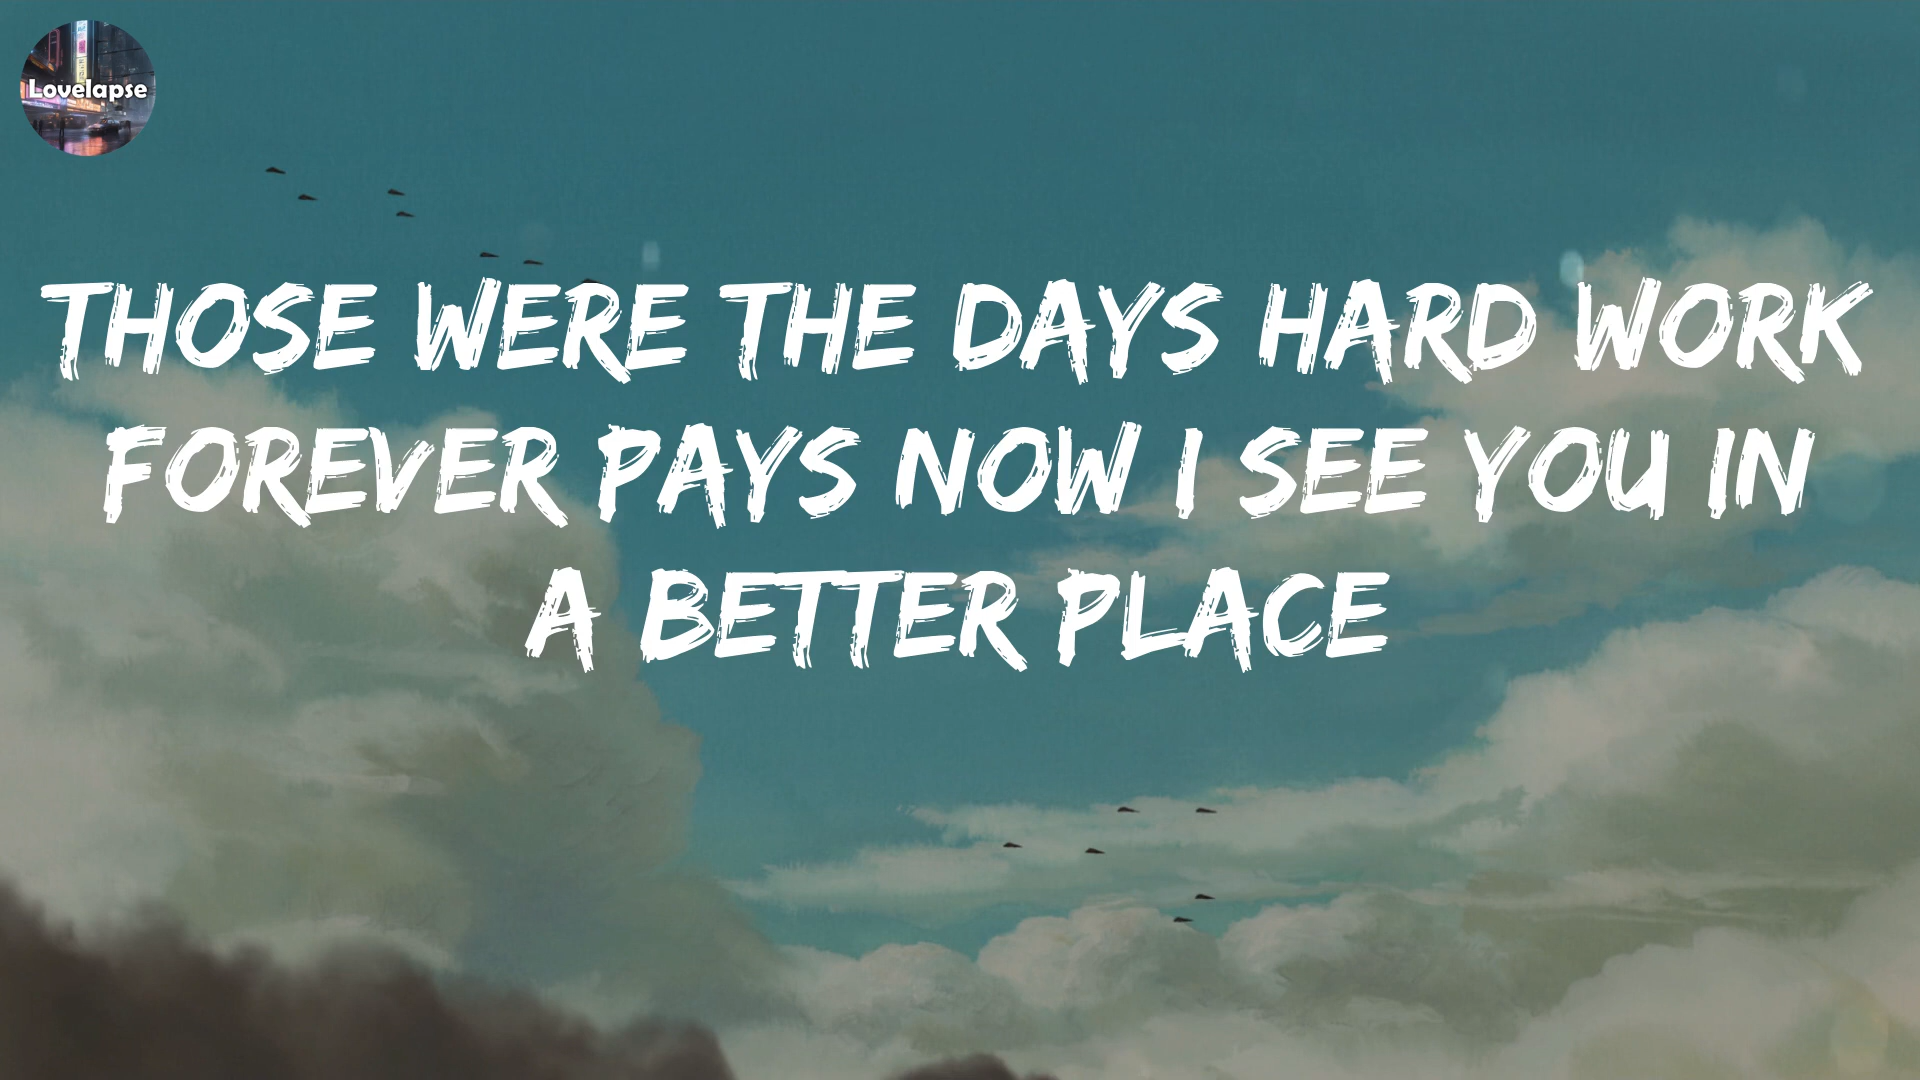 Lovelapse
THOSE WERE THE DAYS HARD WORK
FOREVER PAYS NOW I SEE YOU IN
A BETTER PLACE